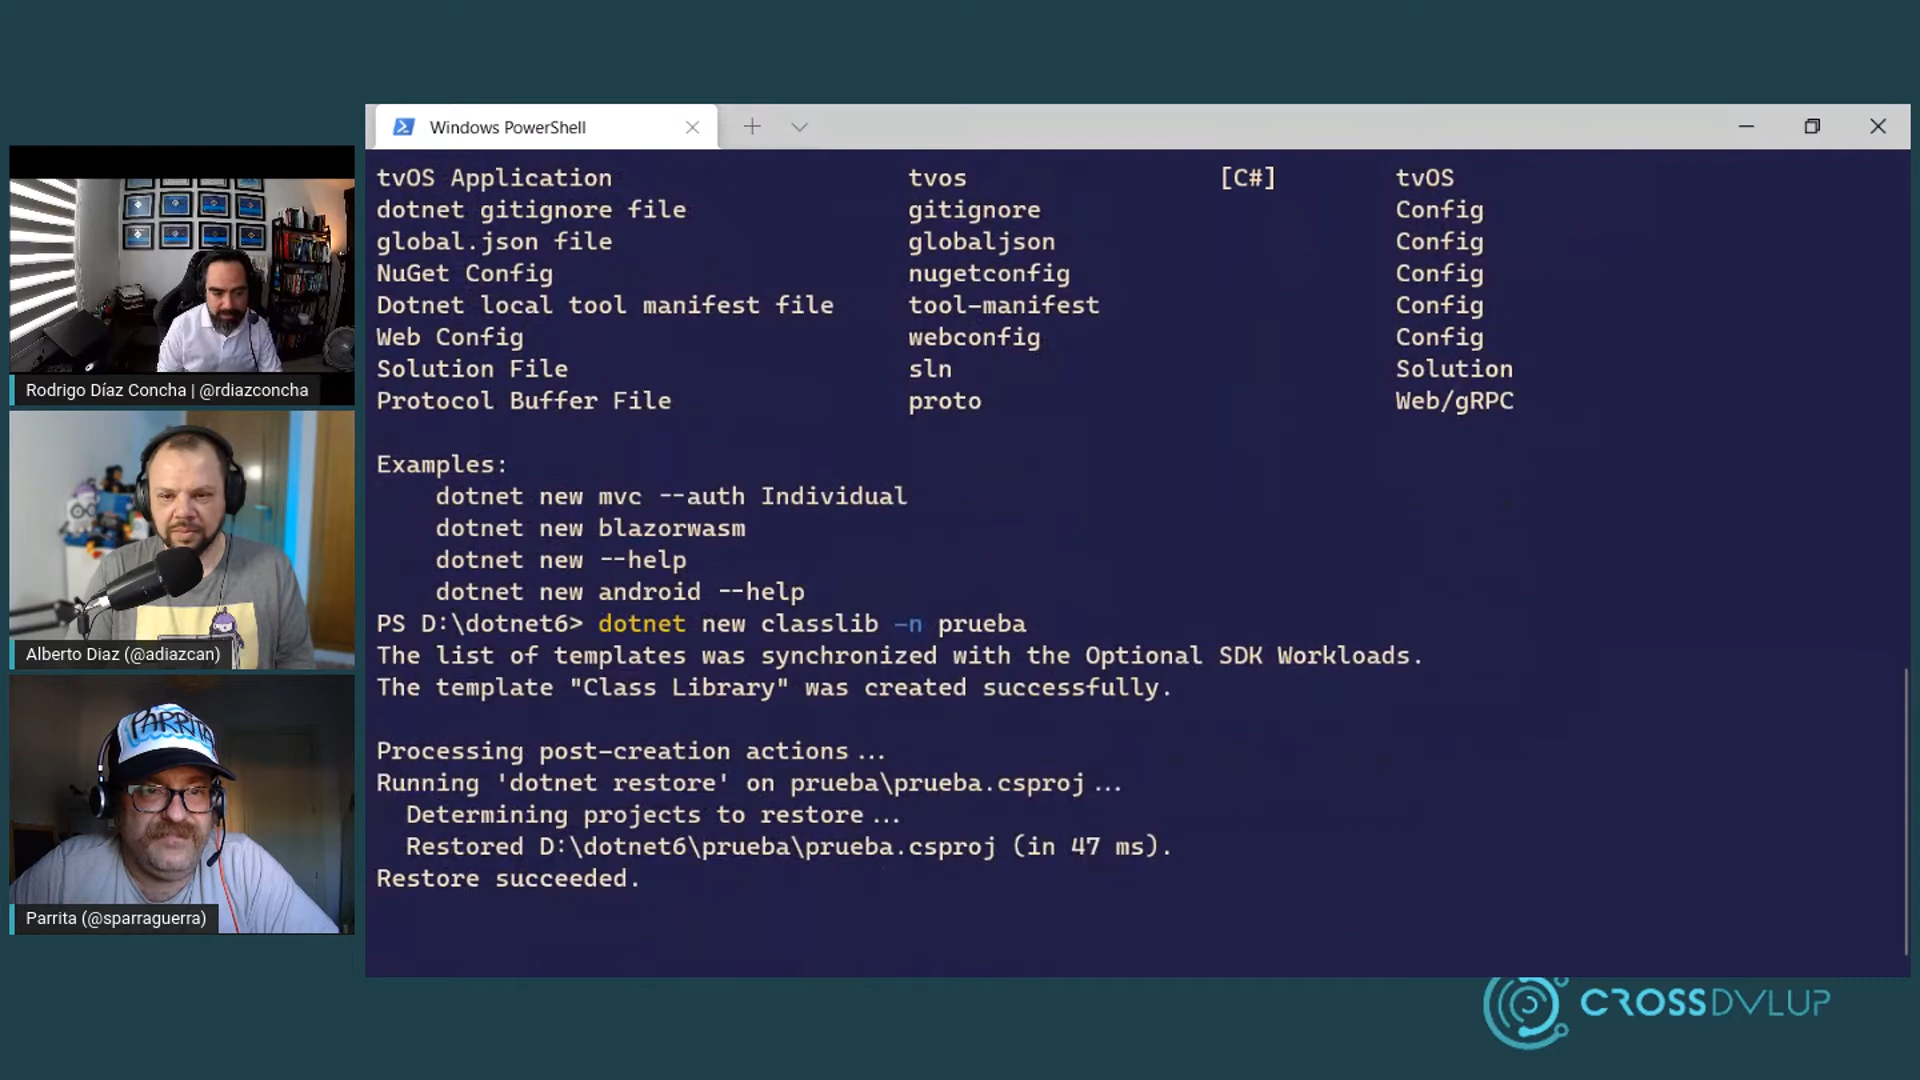 Windows PowerShell
tvOS Application tvos [C#] tvOS
dotnet gitignore file gitignore Config
global.json file globaljson Config
NuGet Config nugetconfig Config
Dotnet local tool manifest file tool-manifest Config
Web Config webconfig Config
Solution File sln Solution
Protocol Buffer File proto Web/gRPC
Examples:
dotnet new mvc --auth Individual
dotnet new blazorwasm
dotnet new --help
dotnet new android --help
PS D:\dotnet6> dotnet new classlib -n prueba
The list of templates was synchronized with the Optional SDK Workloads.
The template "Class Library" was created successfully.
Processing post-creation actions...
Running 'dotnet restore' on prueba\prueba.csproj...
Determining projects to restore...
Restored D:\dotnet6\prueba\prueba.csproj (in 47 ms).
Restore succeeded.
Rodrigo Díaz Concha | @rdiazconcha
Alberto Diaz (@adiazcan)
PARRITA
Parrita (@sparraguerra)
CROSSDVLUP